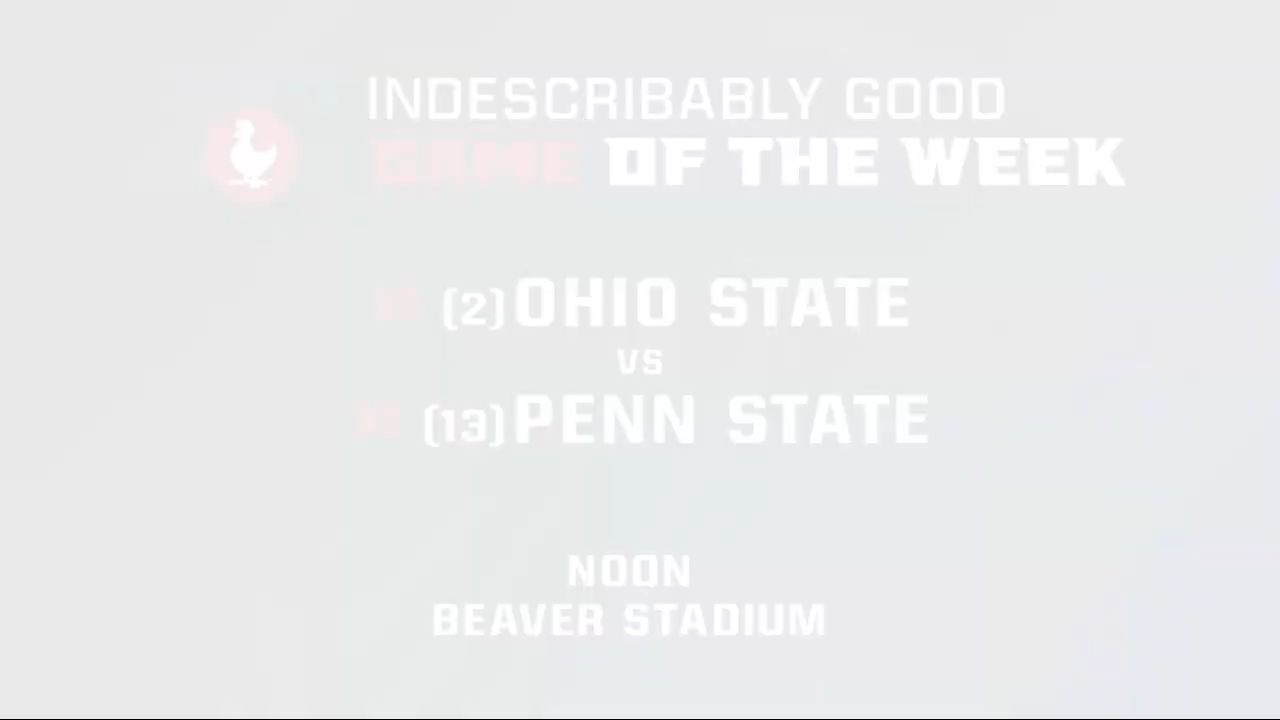 INDESCRIBABLY GOOD
GAME OF THE WEEK
(2) OHIO STATE
VS
(13) PENN STATE
NOON
BEAVER STADIUM